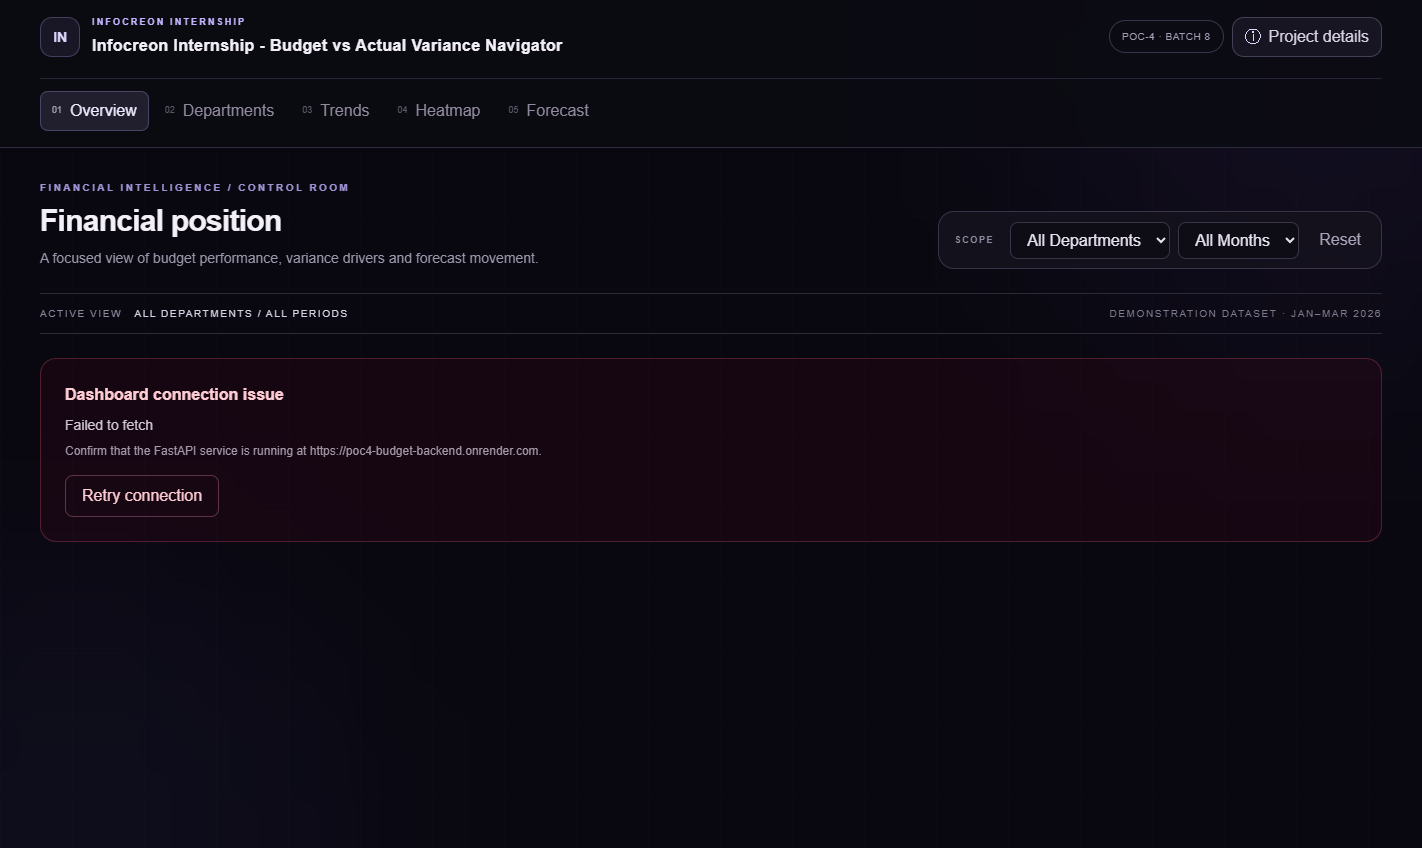 IN
INFOCREON INTERNSHIP
Infocreon Internship - Budget vs Actual Variance Navigator
POC-4 · BATCH 8
ⓘ Project details
01 Overview
02 Departments
03 Trends
04 Heatmap
05 Forecast
FINANCIAL INTELLIGENCE / CONTROL ROOM
Financial position
A focused view of budget performance, variance drivers and forecast movement.
SCOPE
All Departments
All Months
Reset
ACTIVE VIEW ALL DEPARTMENTS / ALL PERIODS
DEMONSTRATION DATASET · JAN–MAR 2026
Dashboard connection issue
Failed to fetch
Confirm that the FastAPI service is running at https://poc4-budget-backend.onrender.com.
Retry connection